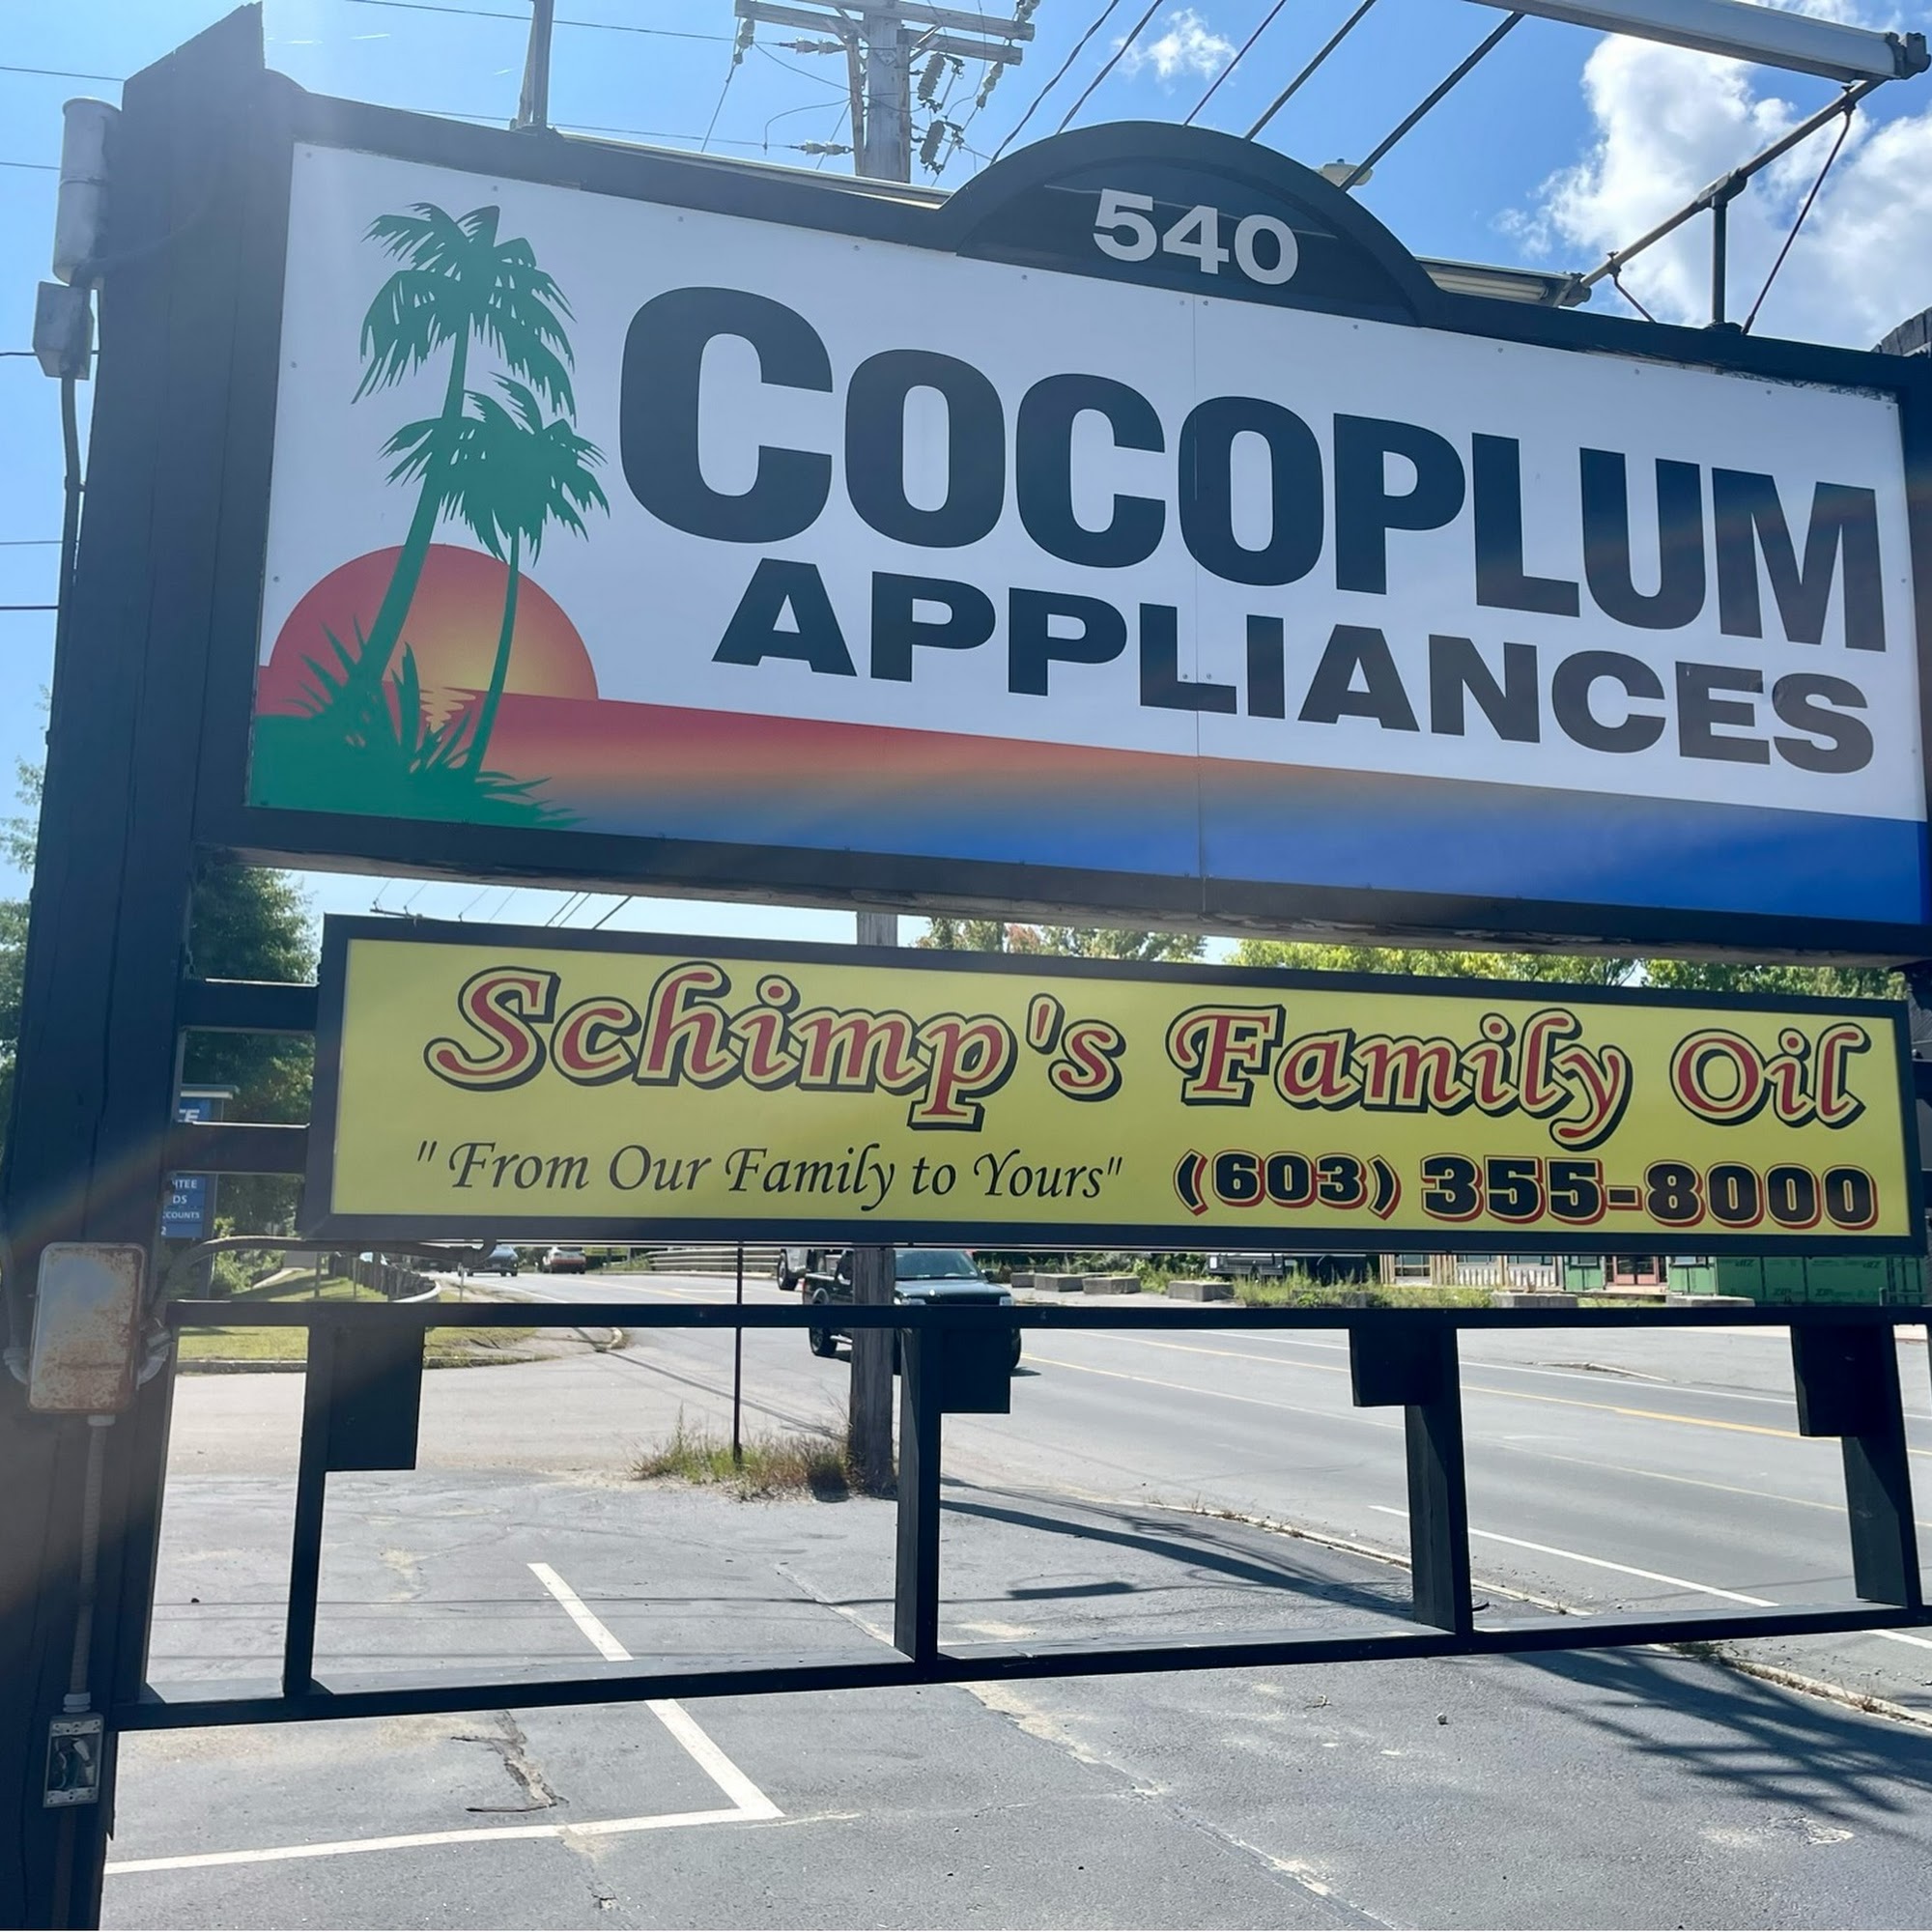 540
COCOPLUM
APPLIANCES
Schimp's Family Oil
"From Our Family to Yours" (603) 355-8000